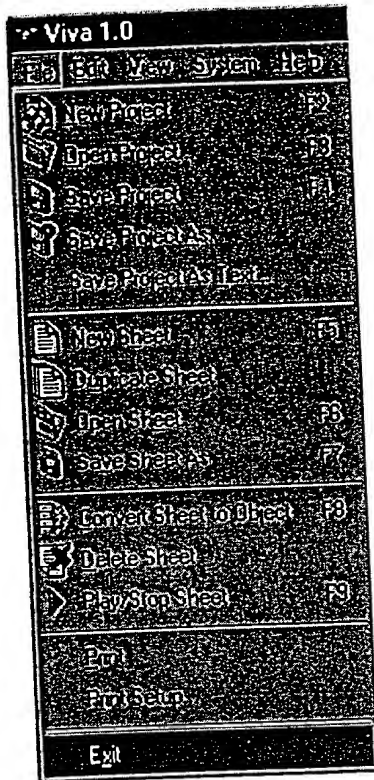 Viva 1.0
File Edit View System Help
New Project F2
Open Project... F3
Save Project F4
Save Project As
Save Project As Text...
New Sheet F5
Duplicate Sheet
Open Sheet F6
Save Sheet As F7
Convert Sheet to Object F8
Delete Sheet
Play/Stop Sheet F9
Print
Print Setup
Exit